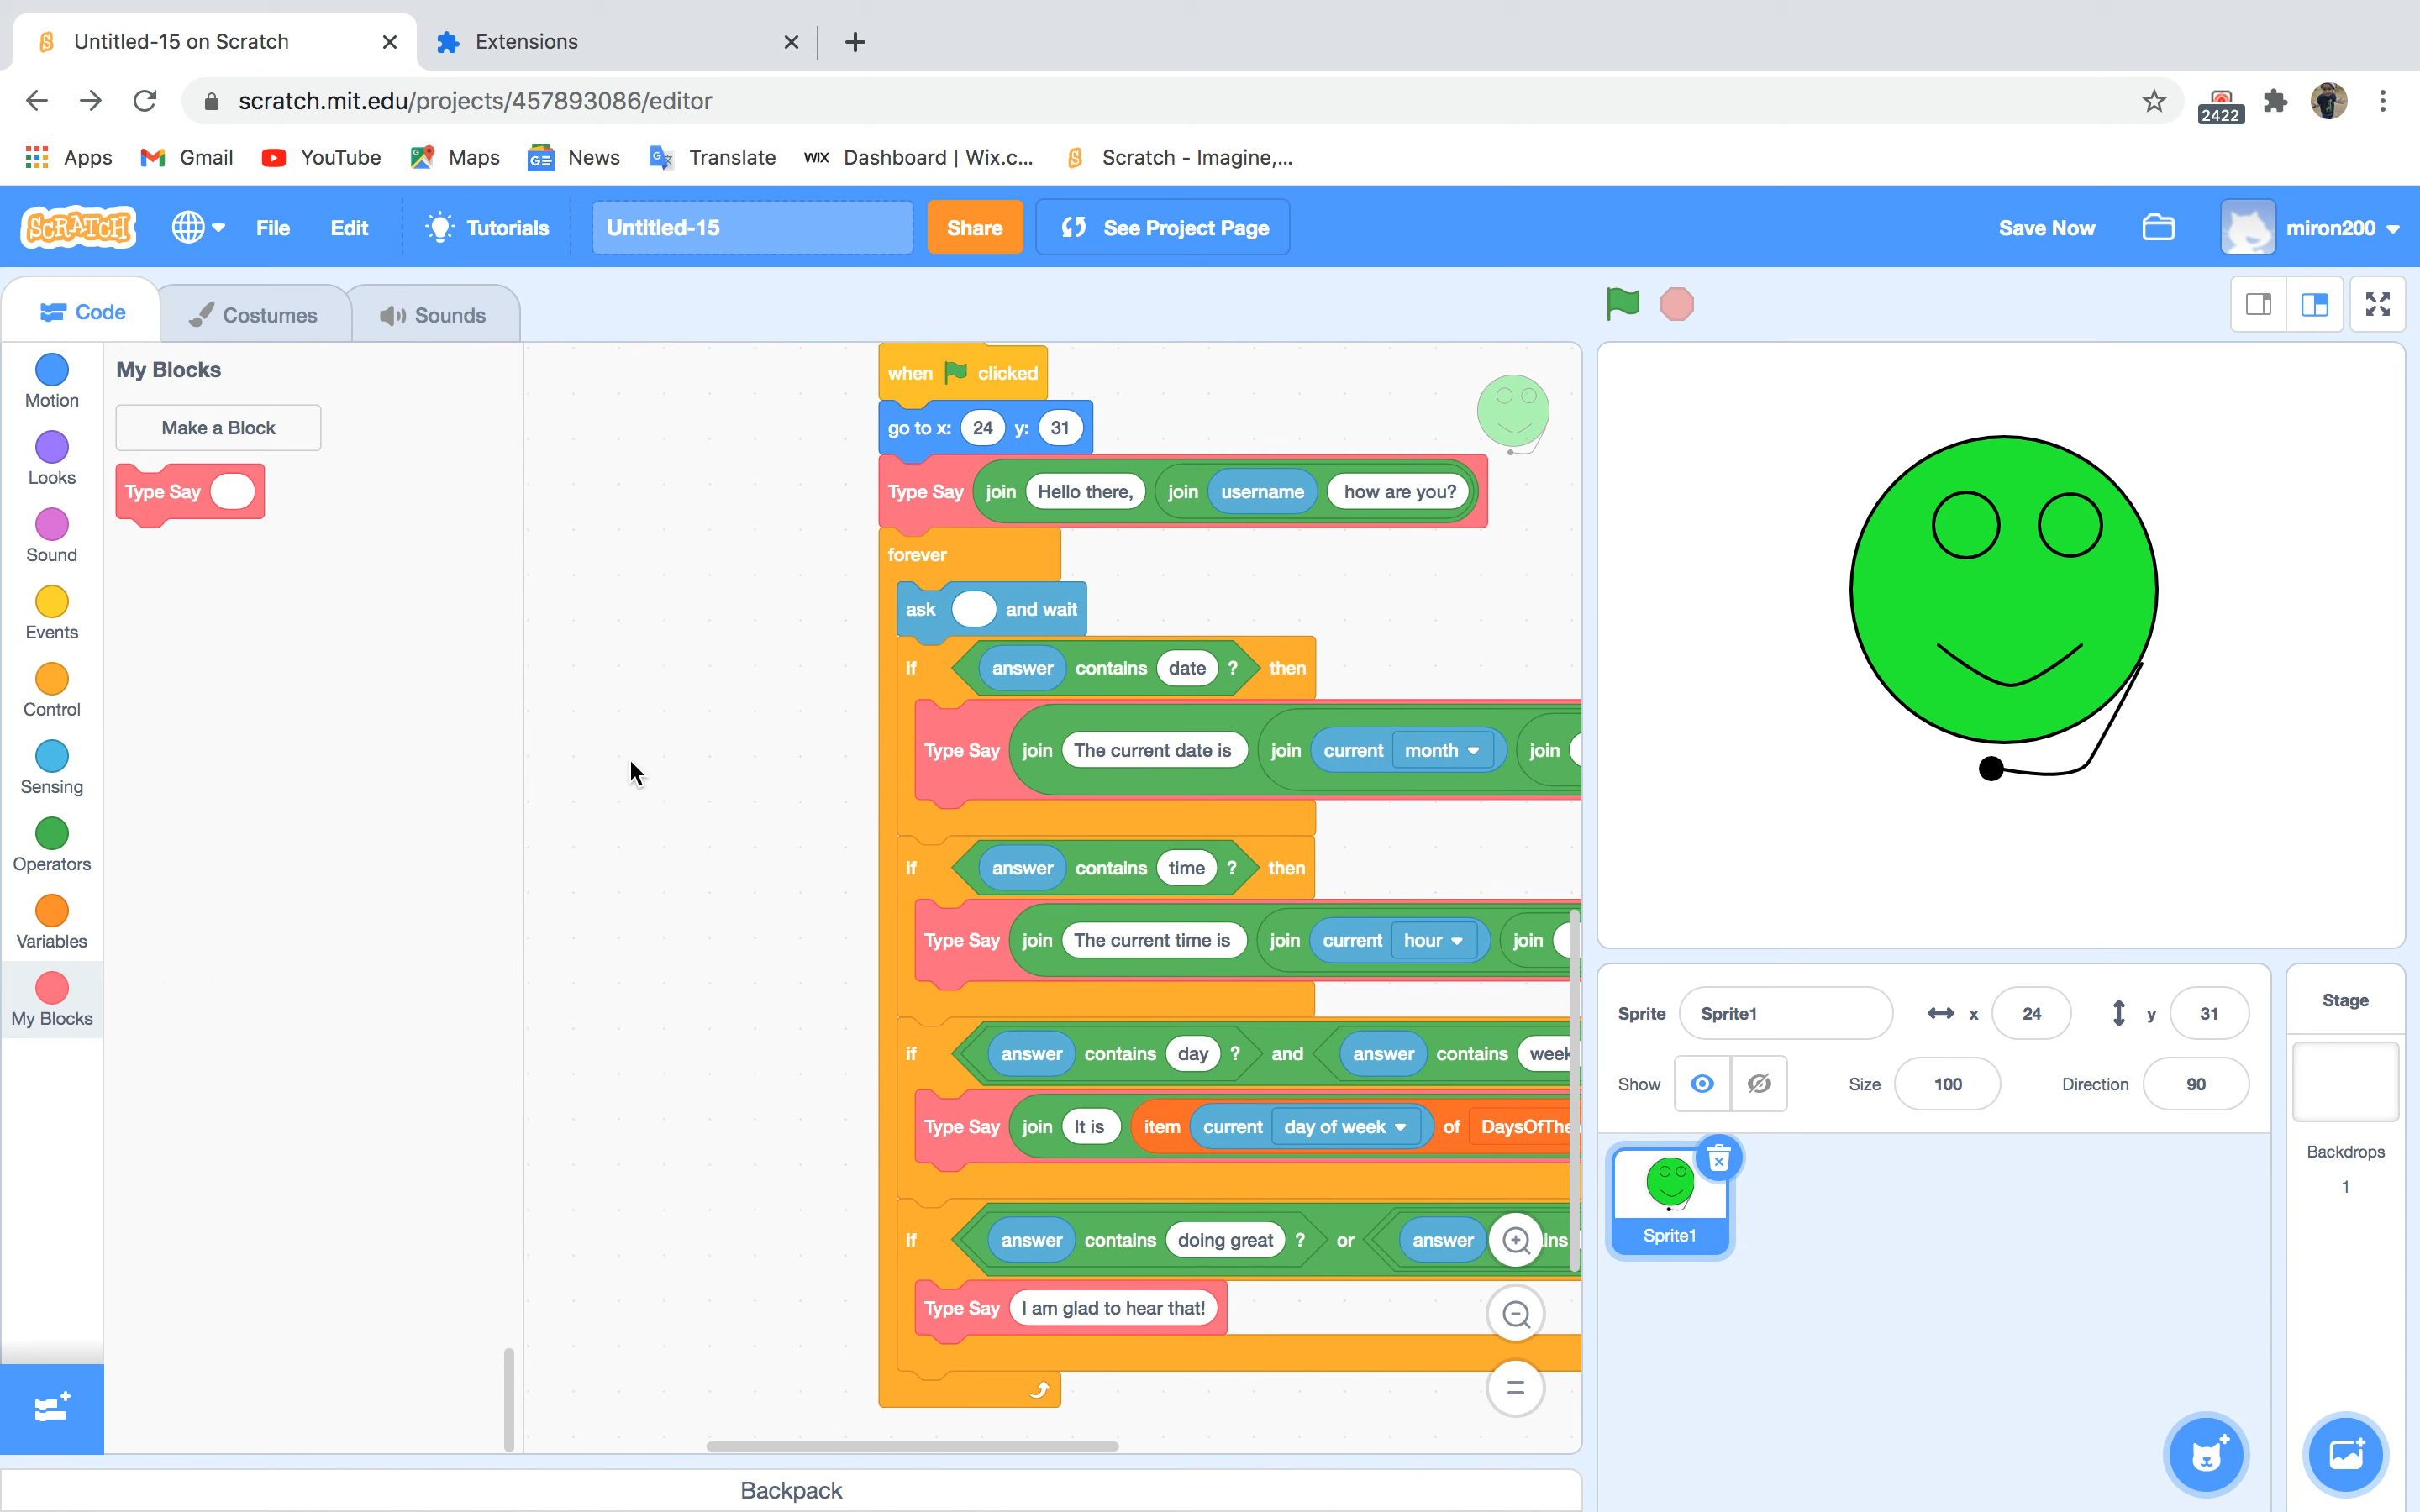 Untitled-15 on Scratch
Extensions
scratch.mit.edu/projects/457893086/editor
2422
Apps
Gmail
YouTube
Maps
News
Translate
WIX Dashboard | Wix.c...
Scratch - Imagine,...
SCRATCH
File
Edit
Tutorials
Untitled-15
Share
See Project Page
Save Now
miron200
Code
Costumes
Sounds
Motion
Looks
Sound
Events
Control
Sensing
Operators
Variables
My Blocks
My Blocks
Make a Block
Type Say
when clicked
go to x: 24 y: 31
Type Say join Hello there, join username how are you?
forever
ask and wait
if answer contains date ? then
Type Say join The current date is join current month join
if answer contains time ? then
Type Say join The current time is join current hour join
if answer contains day ? and answer contains week
Type Say join It is item current day of week of DaysOfThe
if answer contains doing great ? or answer ins
Type Say I am glad to hear that!
Backpack
Sprite Sprite1 x 24 y 31
Show Size 100 Direction 90
Sprite1
Stage
Backdrops
1